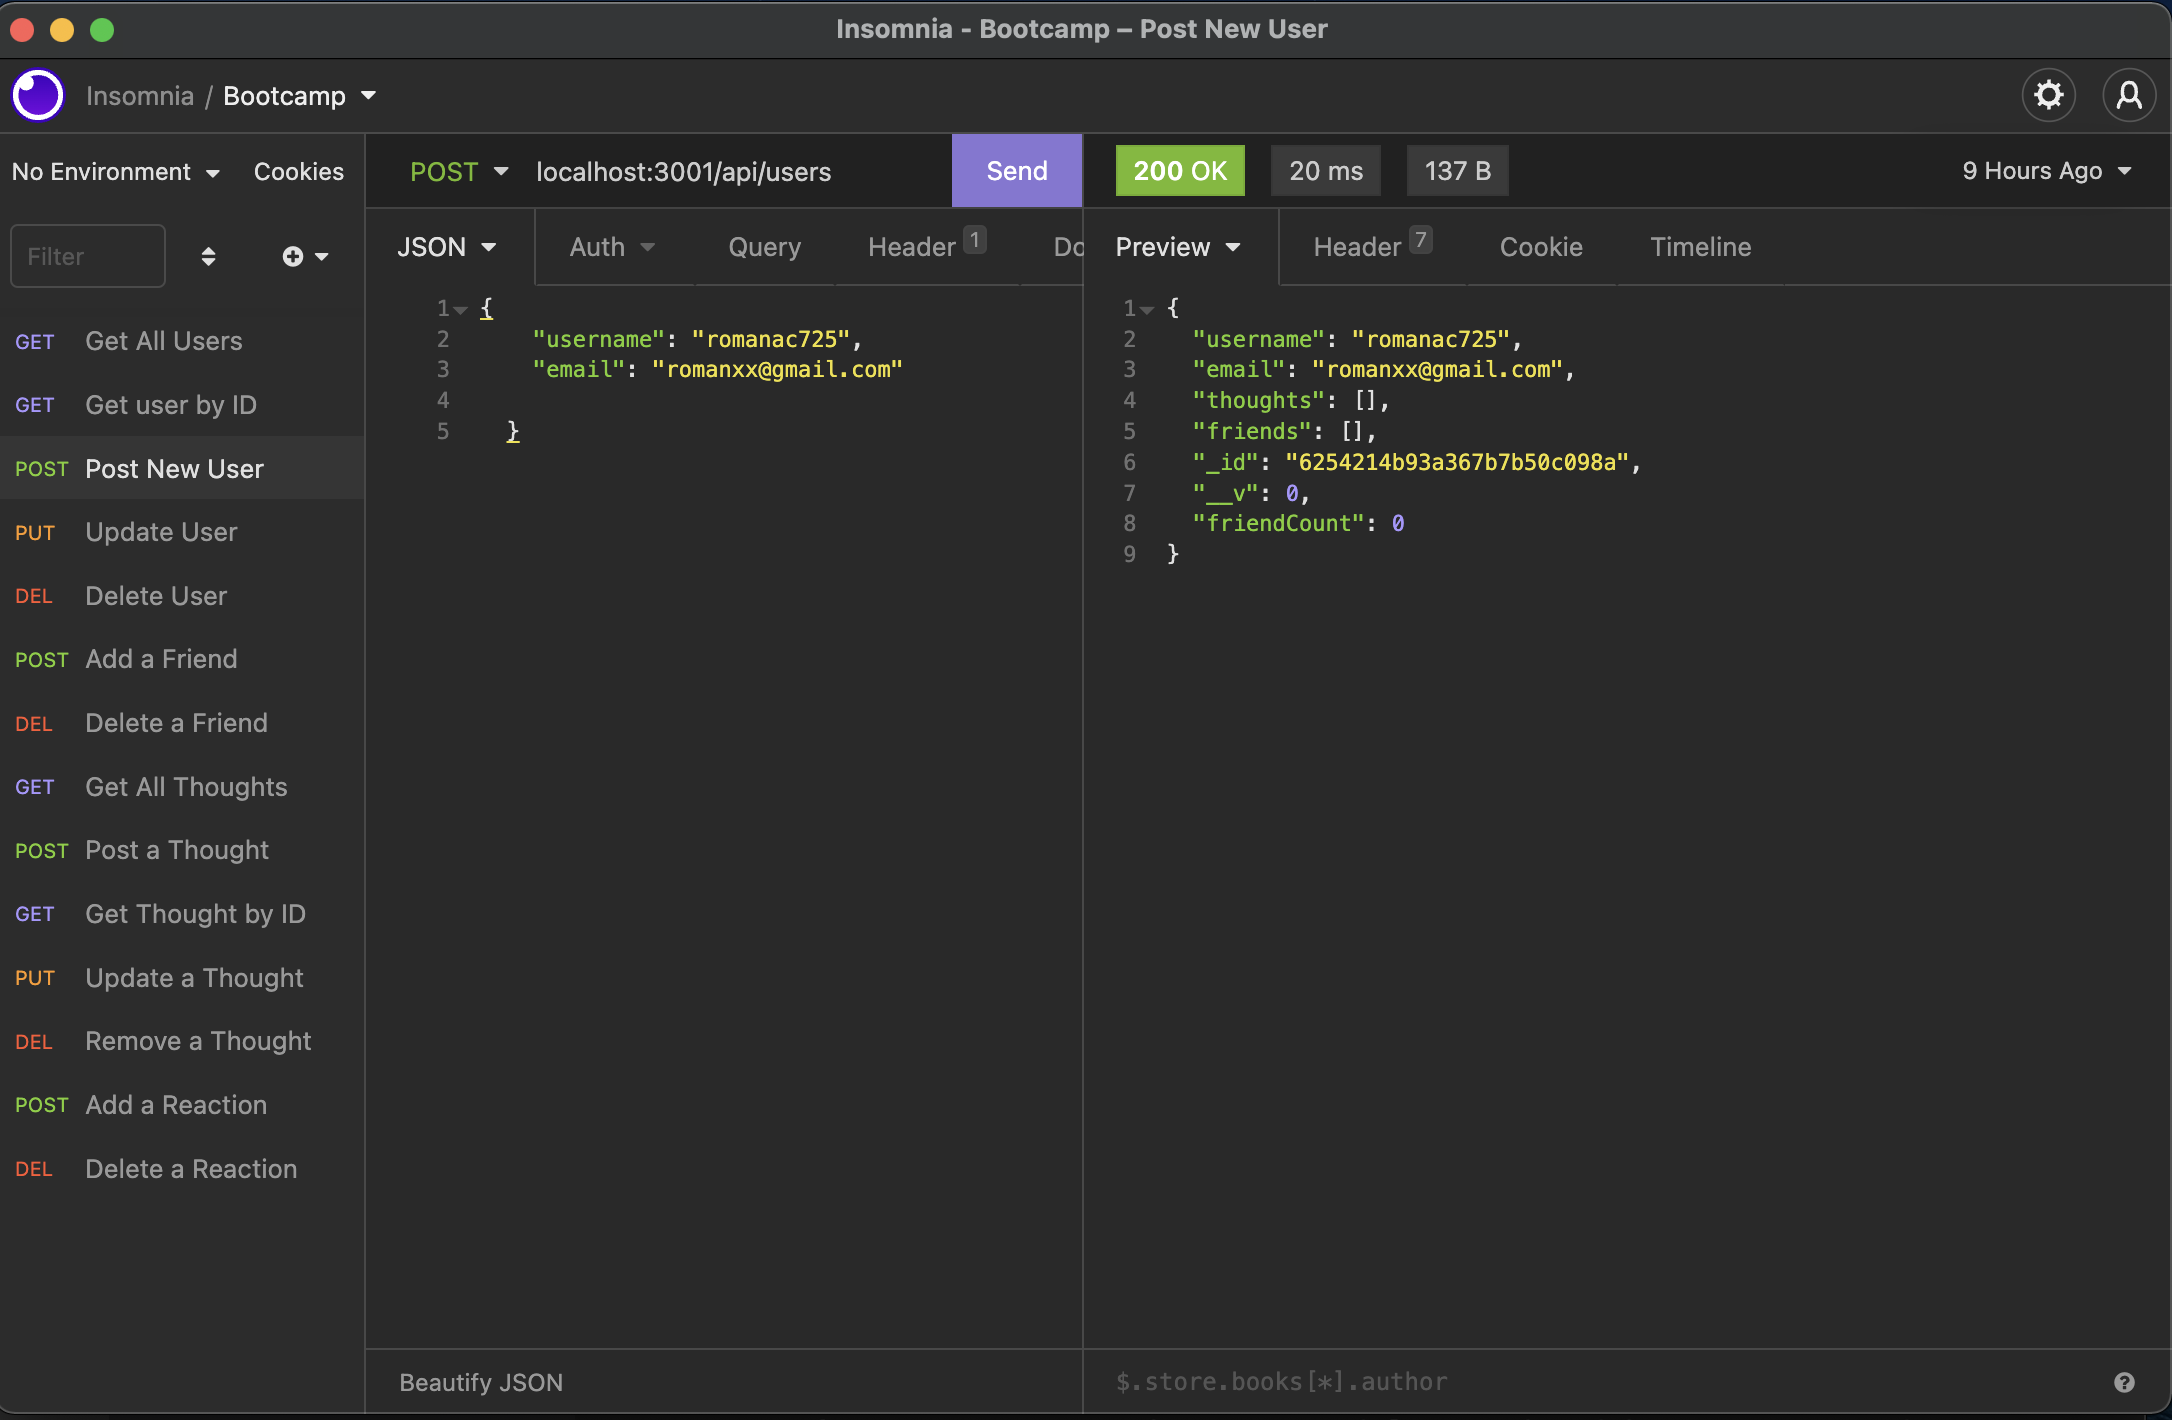 Insomnia - Bootcamp – Post New User
Insomnia / Bootcamp
No Environment Cookies
Filter
GET Get All Users
GET Get user by ID
POST Post New User
PUT Update User
DEL Delete User
POST Add a Friend
DEL Delete a Friend
GET Get All Thoughts
POST Post a Thought
GET Get Thought by ID
PUT Update a Thought
DEL Remove a Thought
POST Add a Reaction
DEL Delete a Reaction
POST localhost:3001/api/users Send
JSON Auth Query Header 1 Do
1 {
2 "username": "romanac725",
3 "email": "romanxx@gmail.com"
4
5 }
Beautify JSON
200 OK 20 ms 137 B 9 Hours Ago
Preview Header 7 Cookie Timeline
1 {
2 "username": "romanac725",
3 "email": "romanxx@gmail.com",
4 "thoughts": [],
5 "friends": [],
6 "_id": "6254214b93a367b7b50c098a",
7 "__v": 0,
8 "friendCount": 0
9 }
$.store.books[*].author